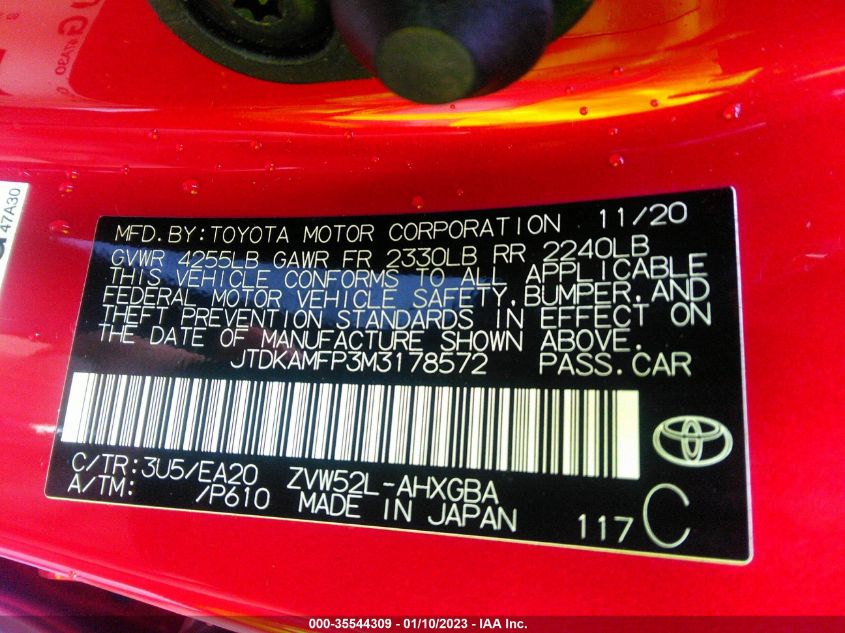 47A30
MFD.BY:TOYOTA MOTOR CORPORATION 11/20
GVWR 4255LB GAWR FR 2330LB RR 2240LB
THIS VEHICLE CONFORMS TO ALL APPLICABLE
FEDERAL MOTOR VEHICLE SAFETY,BUMPER,AND
THEFT PREVENTION STANDARDS IN EFFECT ON
THE DATE OF MANUFACTURE SHOWN ABOVE.
JTDKAMFP3M3178572 PASS.CAR
C/TR:3U5/EA20 ZVW52L-AHXGBA
A/TM: /P610 MADE IN JAPAN
117 C
000-35544309 - 01/10/2023 - IAA Inc.